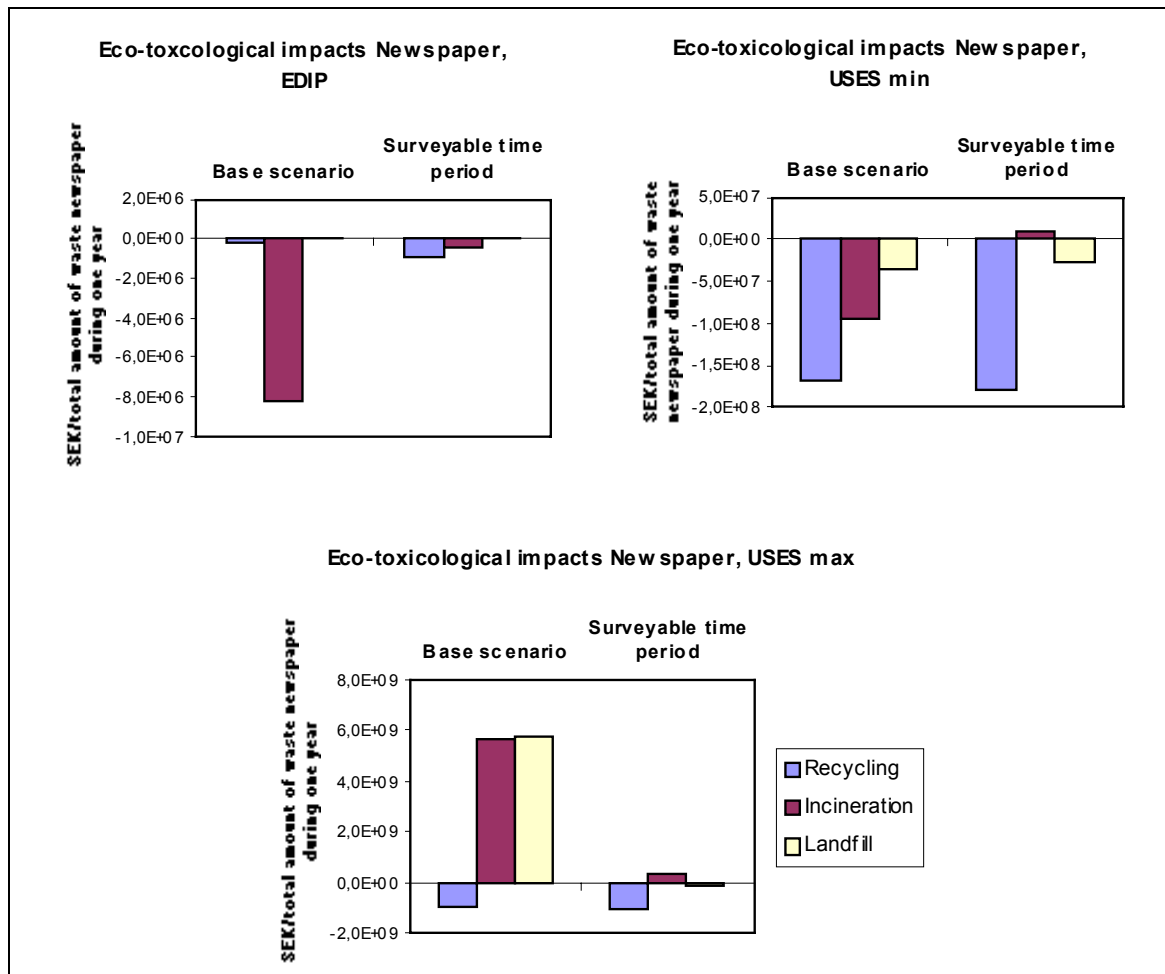 Eco-toxcological impacts Newspaper,
EDIP
SEK/total amount of waste newspaper
during one year
Base scenario
Surveyable time
period
2,0E+06
0,0E+00
-2,0E+06
-4,0E+06
-6,0E+06
-8,0E+06
-1,0E+07
Eco-toxicological impacts Newspaper,
USES min
SEK/total amount of waste
newspaper during one year
Base scenario
Surveyable time
period
5,0E+07
0,0E+00
-5,0E+07
-1,0E+08
-1,5E+08
-2,0E+08
Eco-toxicological impacts Newspaper, USES max
SEK/total amount of waste newspaper
during one year
Base scenario
Surveyable time
period
8,0E+09
6,0E+09
4,0E+09
2,0E+09
0,0E+00
-2,0E+09
Recycling
Incineration
Landfill